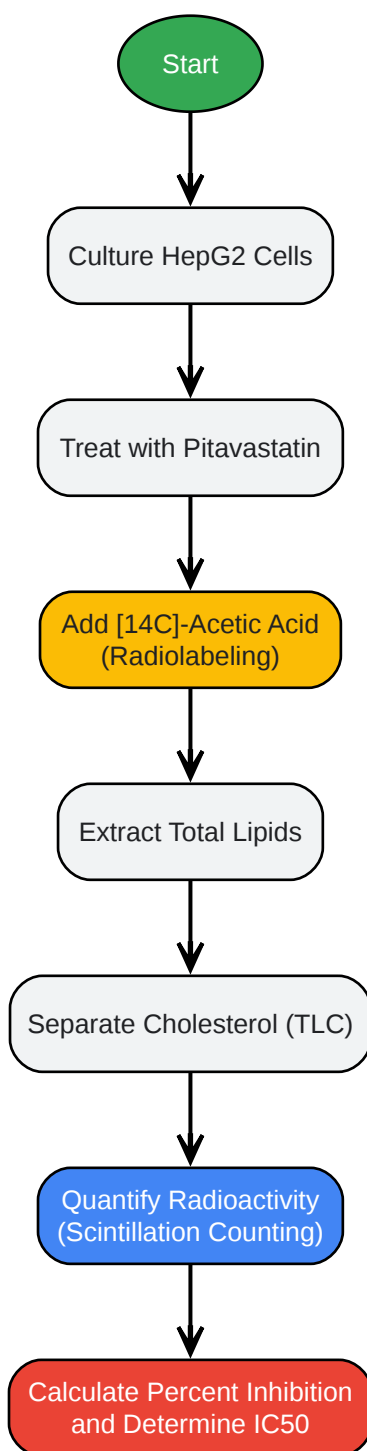 Start
Culture HepG2 Cells
Treat with Pitavastatin
Add [14C]-Acetic Acid
(Radiolabeling)
Extract Total Lipids
Separate Cholesterol (TLC)
Quantify Radioactivity
(Scintillation Counting)
Calculate Percent Inhibition
and Determine IC50